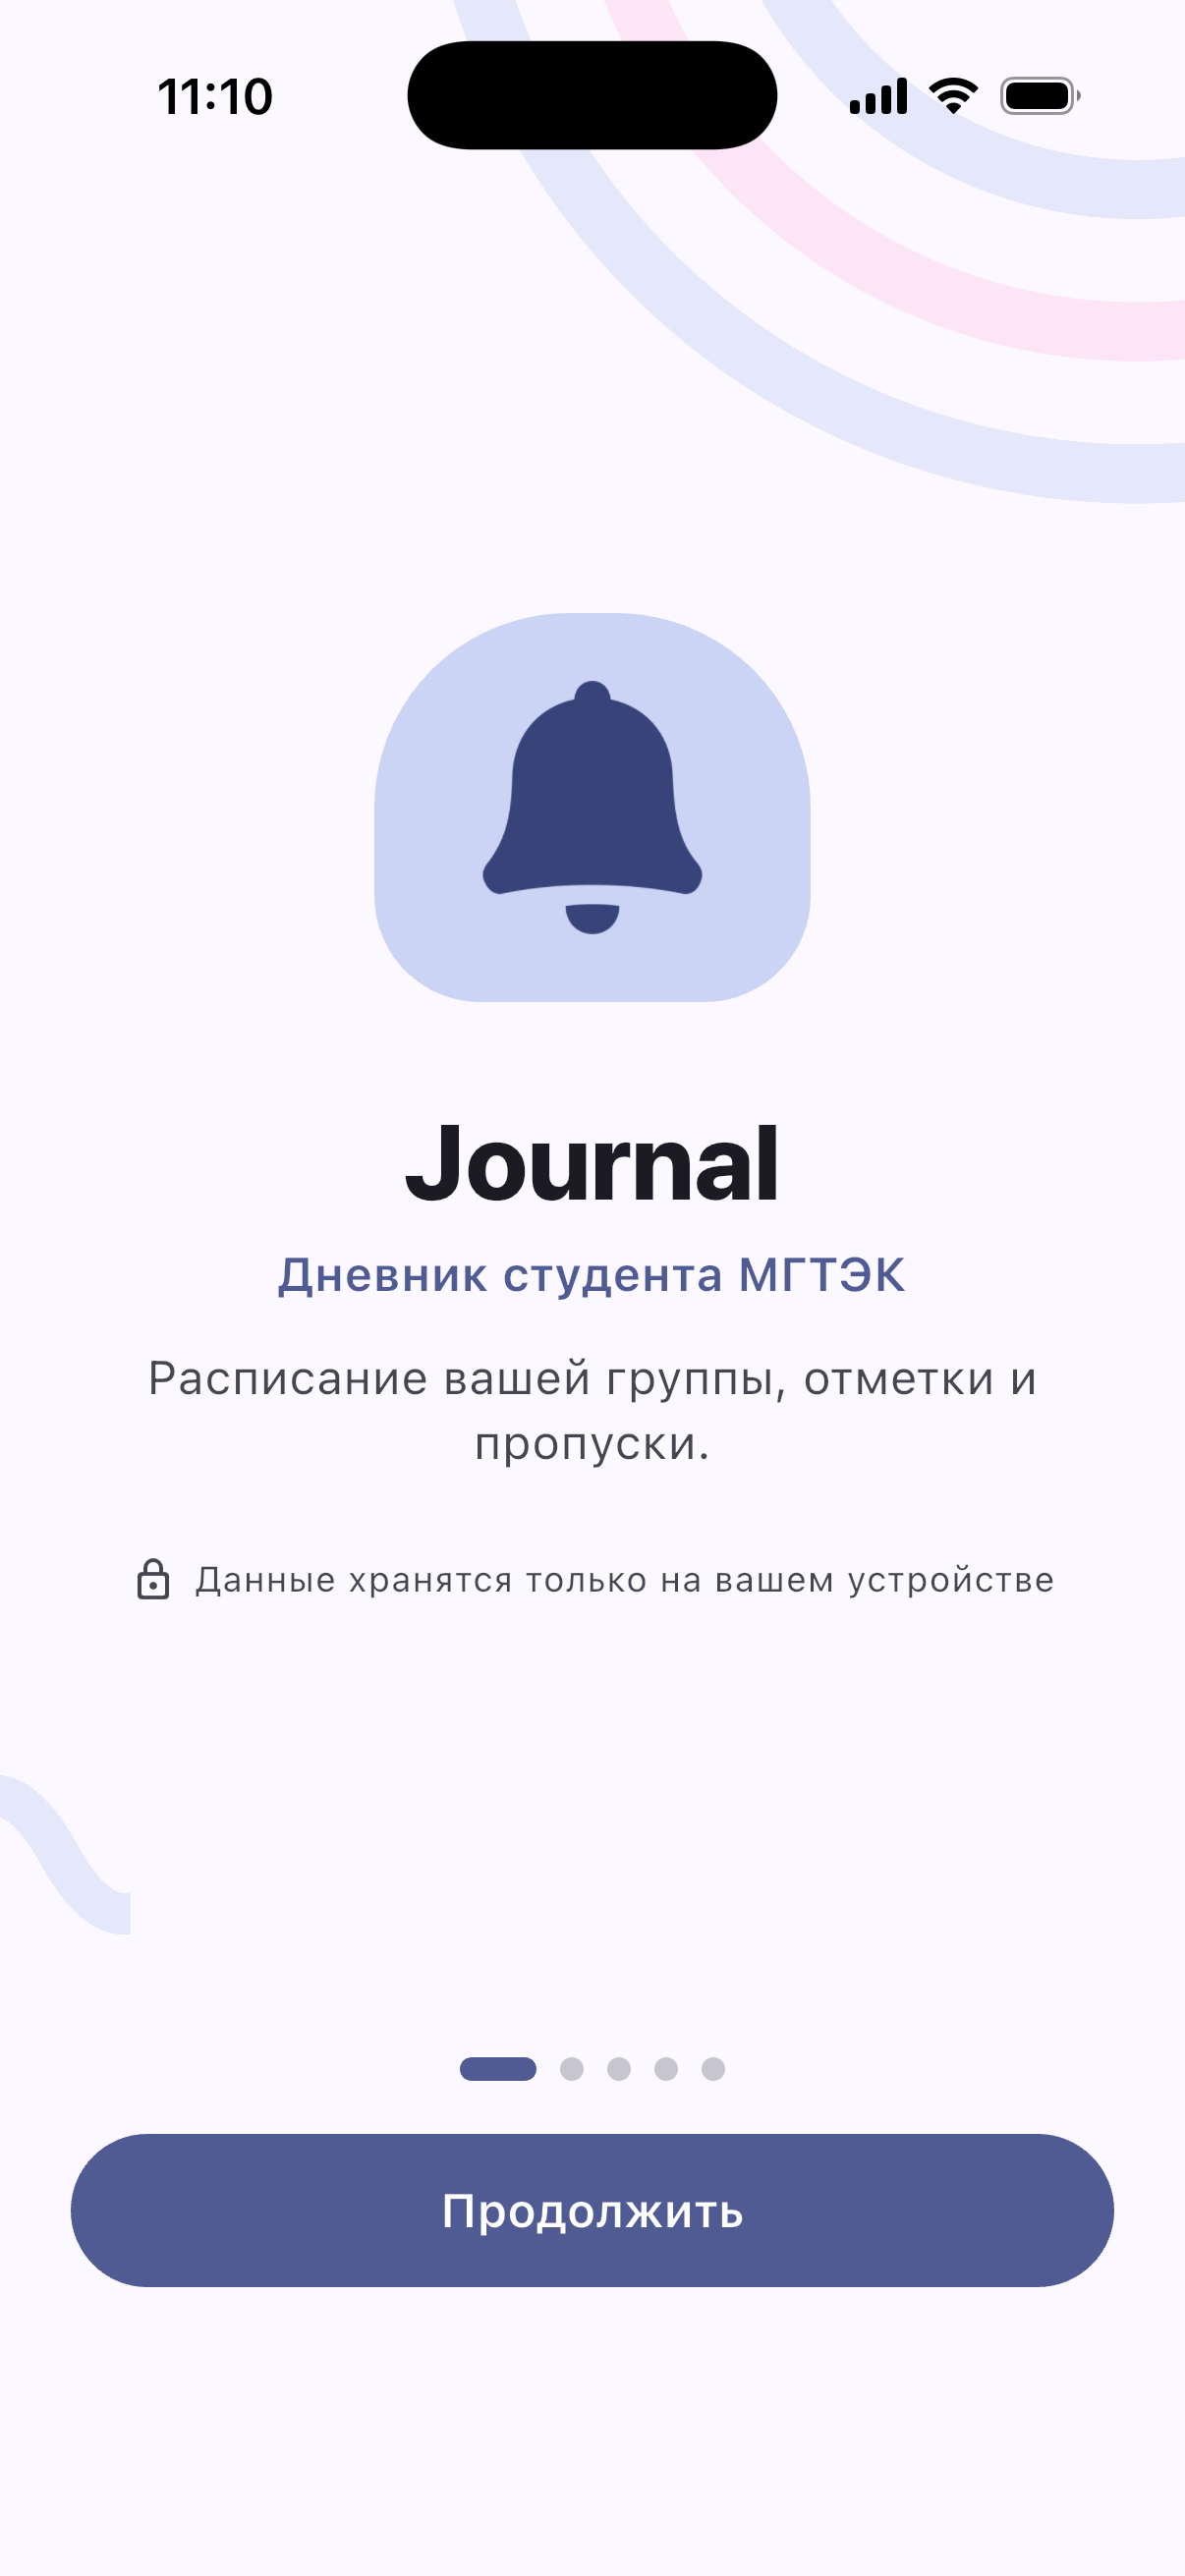 11:10
Journal
Дневник студента МГТЭК
Расписание вашей группы, отметки и
пропуски.
Данные хранятся только на вашем устройстве
Продолжить